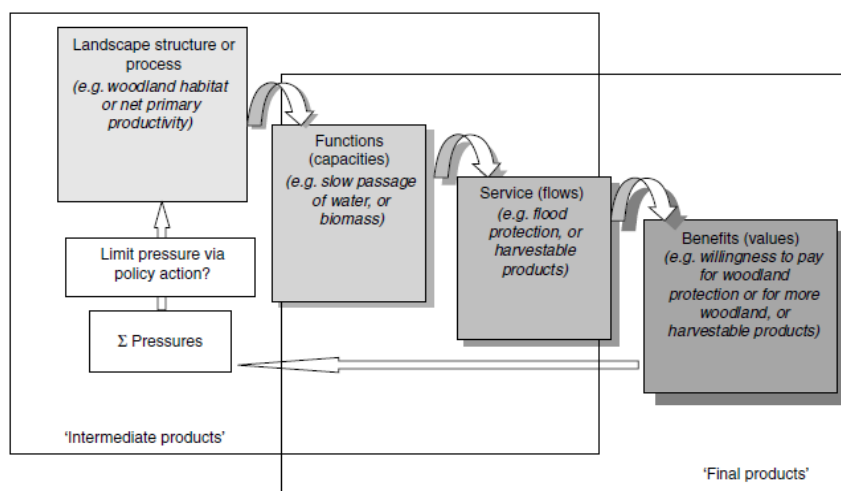 Landscape structure or
process
(e.g. woodland habitat
or net primary
productivity)
Functions
(capacities)
(e.g. slow passage
of water, or
biomass)
Service (flows)
(e.g. flood
protection, or
harvestable
products)
Benefits (values)
(e.g. willingness to pay
for woodland
protection or for more
woodland, or
harvestable products)
Limit pressure via
policy action?
Σ Pressures
‘Intermediate products’
‘Final products’